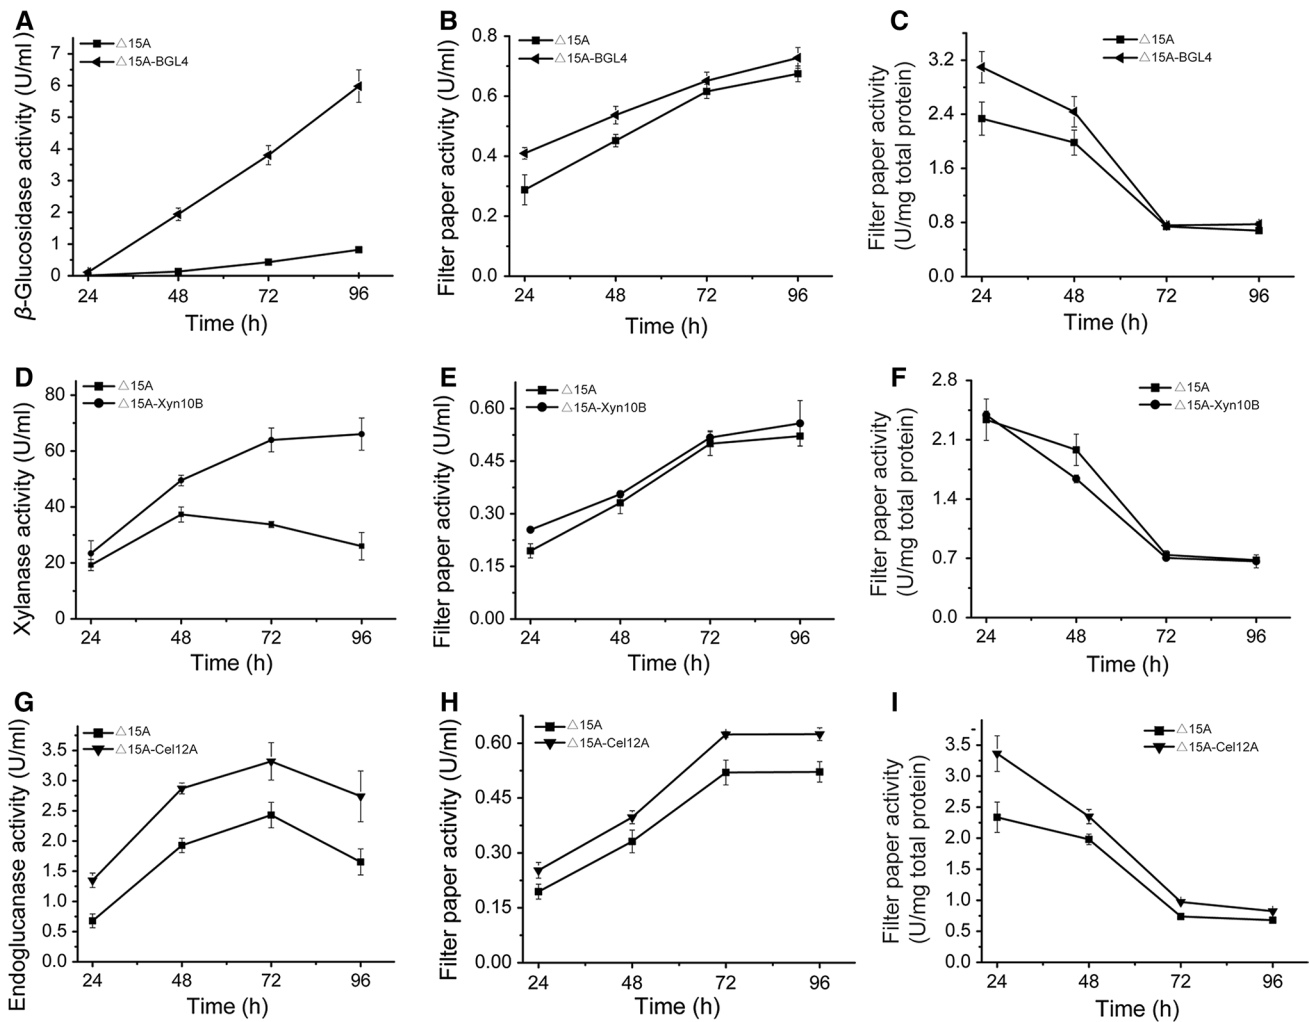 A
△15A
△15A-BGL4
β-Glucosidase activity (U/ml)
7
6
5
4
3
2
1
0
24 48 72 96
Time (h)
B
△15A
△15A-BGL4
Filter paper activity (U/ml)
0.8
0.6
0.4
0.2
0.0
24 48 72 96
Time (h)
C
△15A
△15A-BGL4
Filter paper activity
(U/mg total protein)
3.2
2.4
1.6
0.8
0.0
24 48 72 96
Time (h)
D
△15A
△15A-Xyn10B
Xylanase activity (U/ml)
80
60
40
20
0
24 48 72 96
Time (h)
E
△15A
△15A-Xyn10B
Filter paper activity (U/ml)
0.60
0.45
0.30
0.15
0.00
24 48 72 96
Time (h)
F
△15A
△15A-Xyn10B
Filter paper activity
(U/mg total protein)
2.8
2.1
1.4
0.7
0.0
24 48 72 96
Time (h)
G
△15A
△15A-Cel12A
Endoglucanase activity (U/ml)
3.5
3.0
2.5
2.0
1.5
1.0
0.5
0.0
24 48 72 96
Time (h)
H
△15A
△15A-Cel12A
Filter paper activity (U/ml)
0.60
0.45
0.30
0.15
0.00
24 48 72 96
Time (h)
I
△15A
△15A-Cel12A
Filter paper activity
(U/mg total protein)
3.5
3.0
2.5
2.0
1.5
1.0
0.5
0.0
24 48 72 96
Time (h)